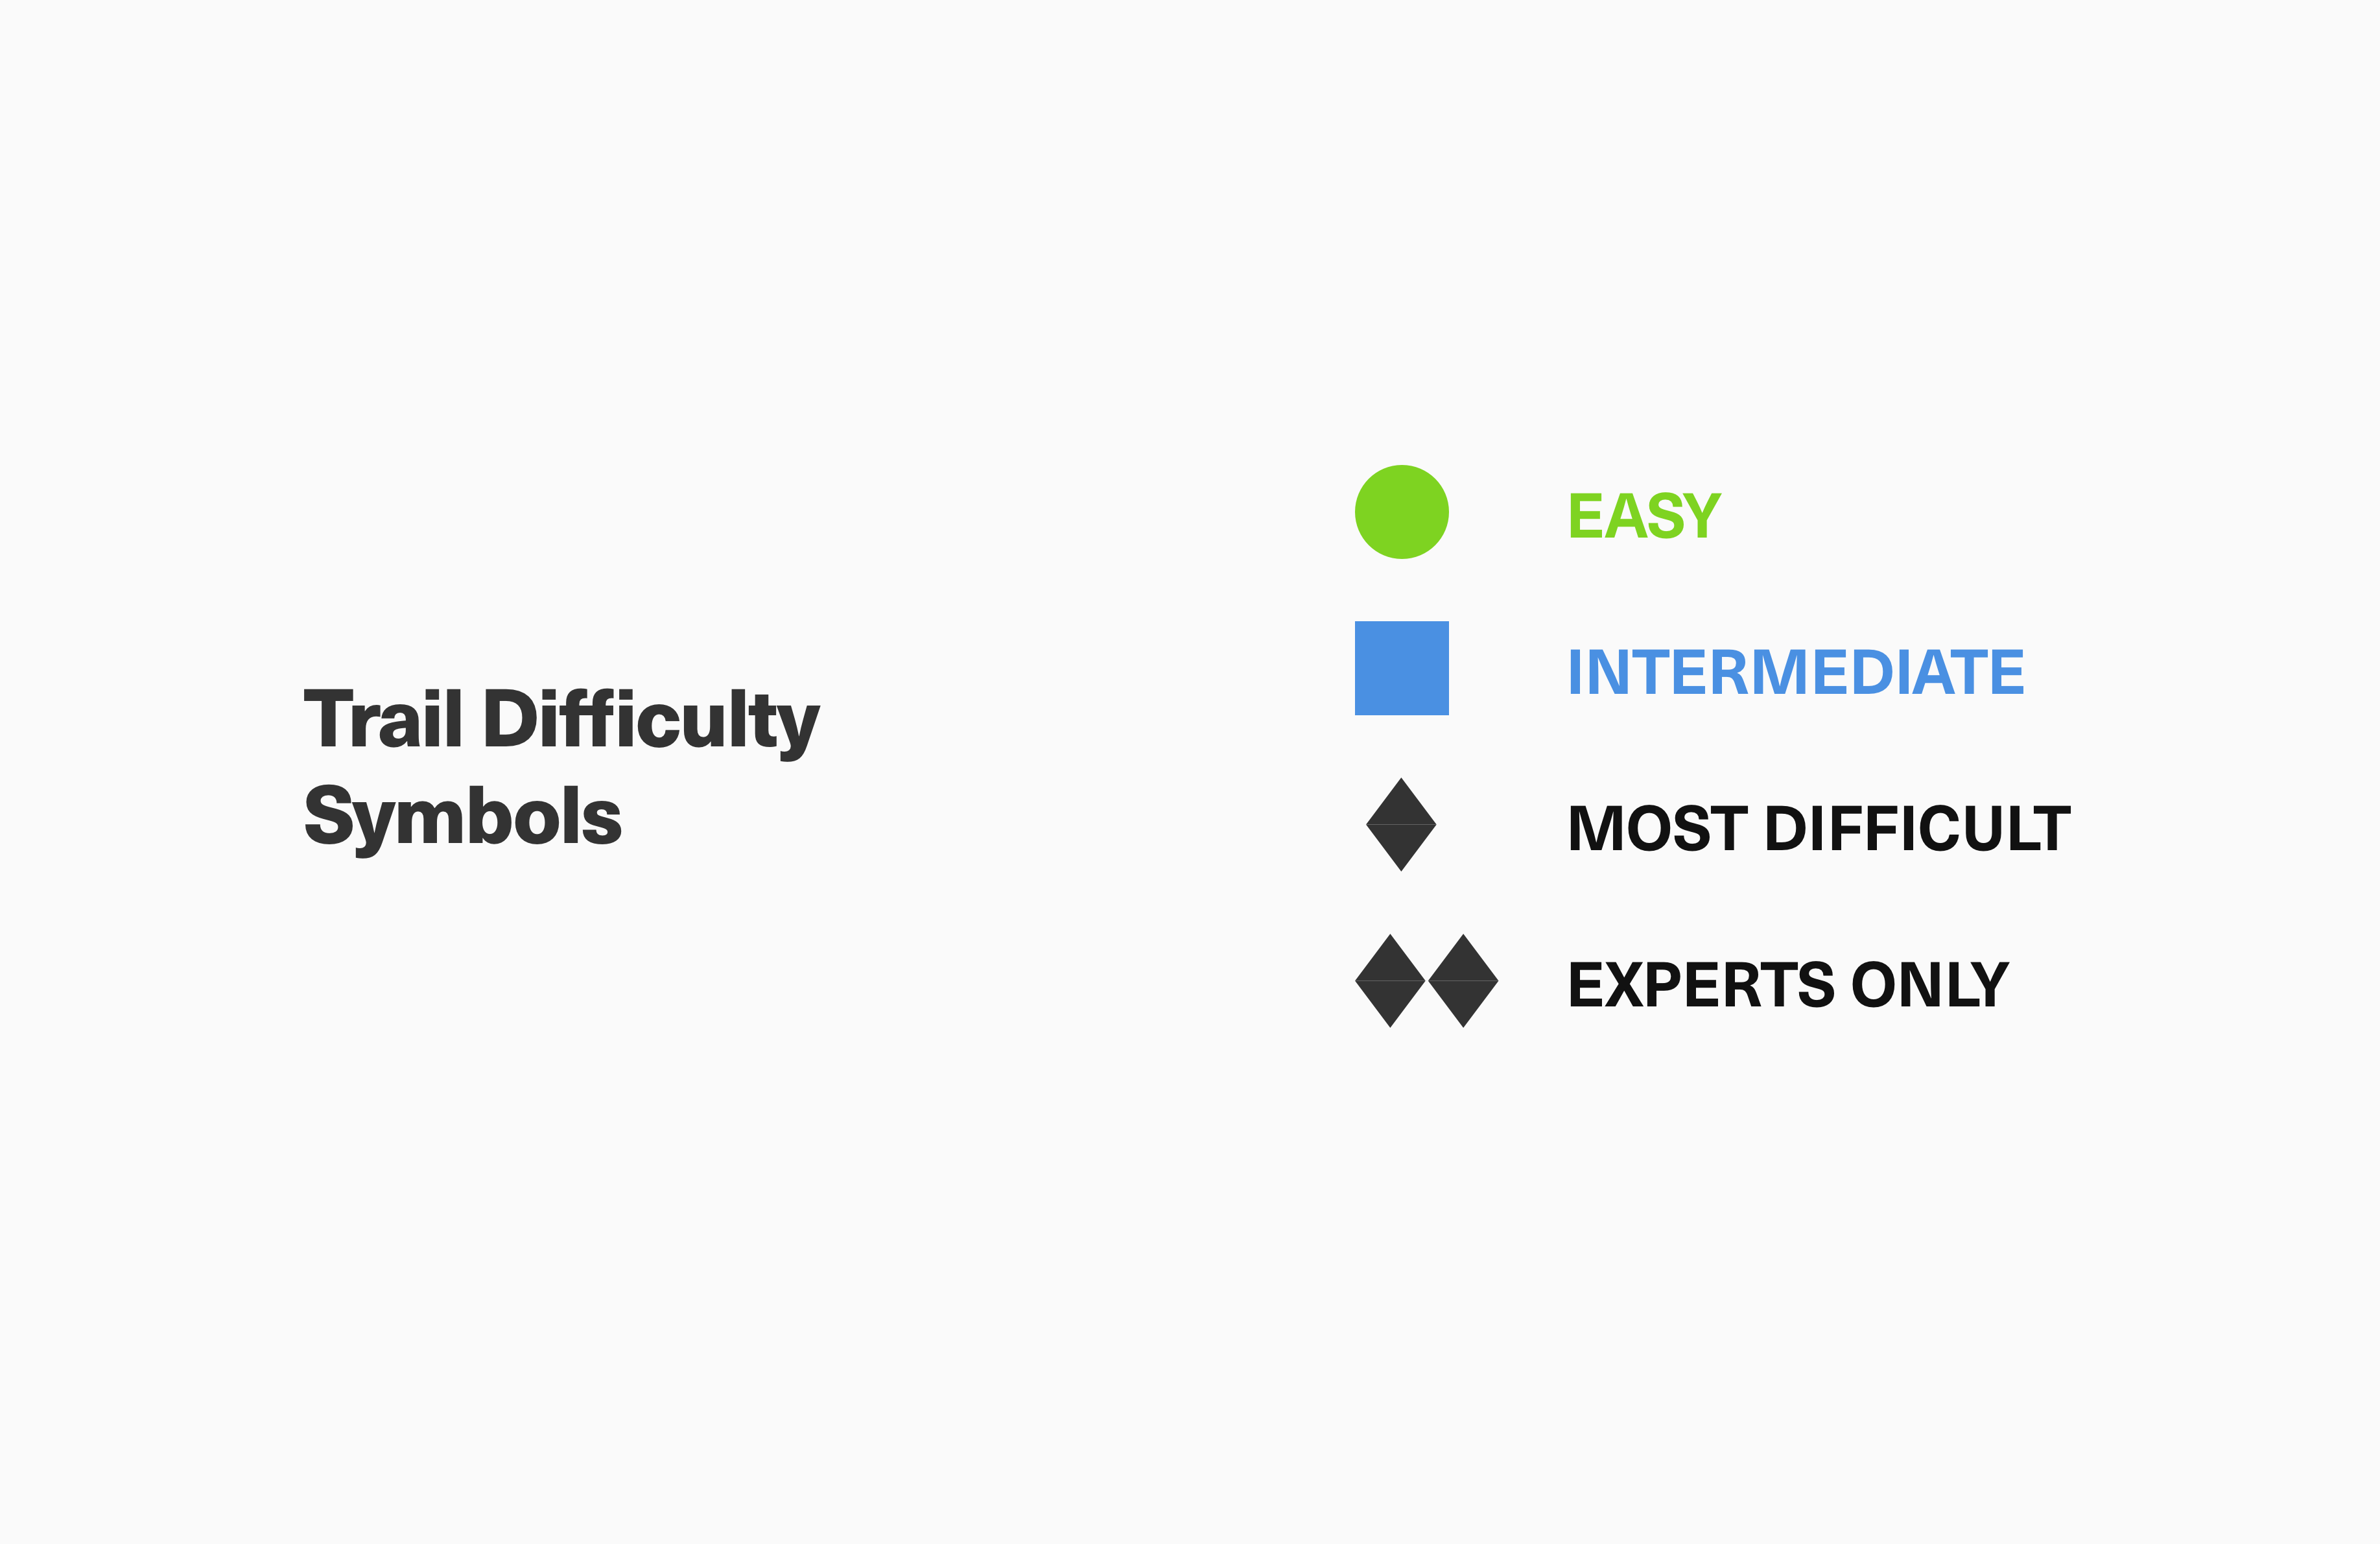 Trail Difficulty
Symbols
EASY
INTERMEDIATE
MOST DIFFICULT
EXPERTS ONLY